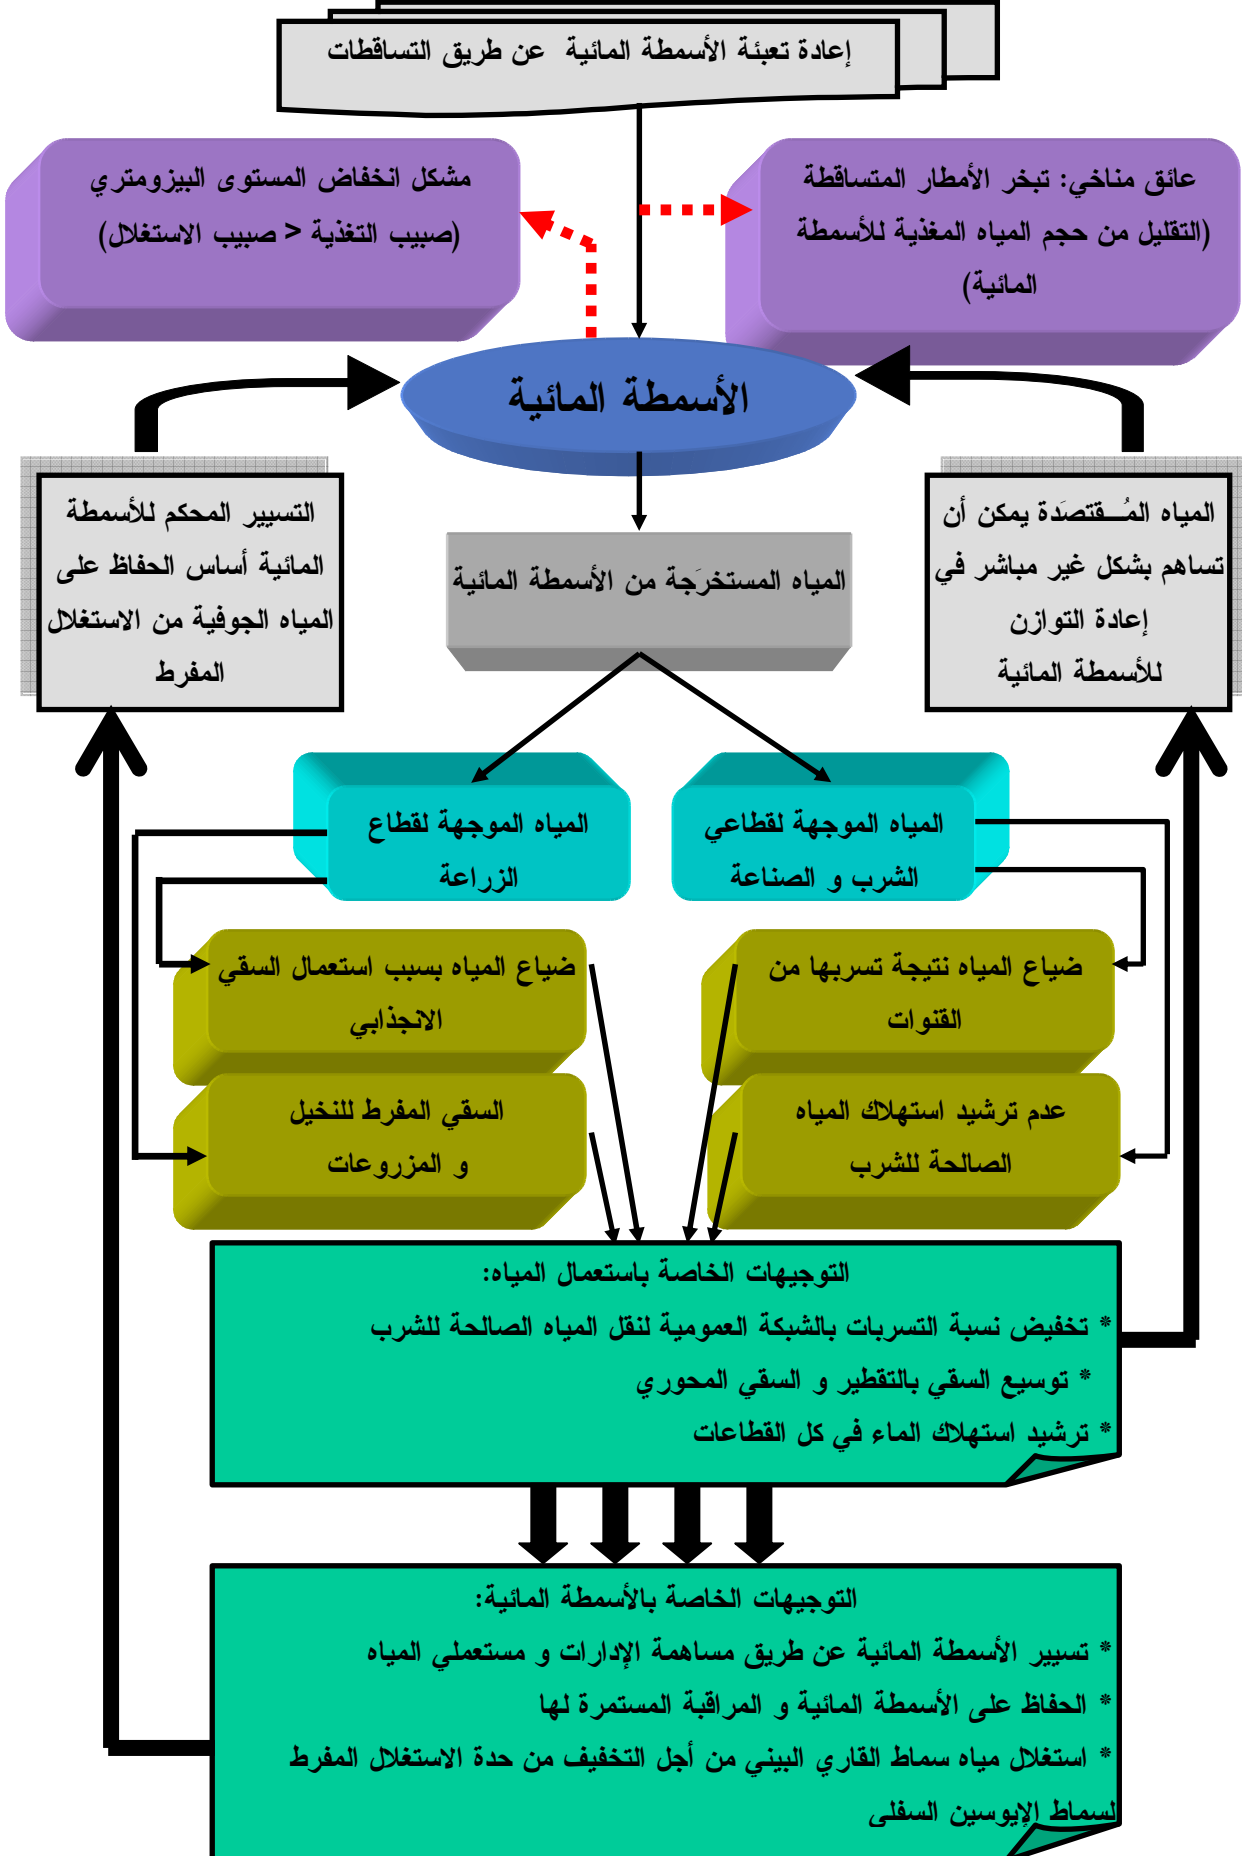 إعادة تعبئة الأسمطة المائية عن طريق التساقطات
عائق مناخي: تبخر الأمطار المتساقطة
(التقليل من حجم المياه المغذية للأسمطة
المائية)
مشكل انخفاض المستوى البيزومتري
(صبيب التغذية < صبيب الاستغلال)
الأسمطة المائية
المياه المُـقتصَدة يمكن أن
تساهم بشكل غير مباشر في
إعادة التوازن
للأسمطة المائية
المياه المستخرَجة من الأسمطة المائية
التسيير المحكم للأسمطة
المائية أساس الحفاظ على
المياه الجوفية من الاستغلال
المفرط
المياه الموجهة لقطاعي
الشرب و الصناعة
المياه الموجهة لقطاع
الزراعة
ضياع المياه نتيجة تسربها من
القنوات
ضياع المياه بسبب استعمال السقي
الانجذابي
عدم ترشيد استهلاك المياه
الصالحة للشرب
السقي المفرط للنخيل
و المزروعات
التوجيهات الخاصة باستعمال المياه:
* تخفيض نسبة التسربات بالشبكة العمومية لنقل المياه الصالحة للشرب
* توسيع السقي بالتقطير و السقي المحوري
* ترشيد استهلاك الماء في كل القطاعات
التوجيهات الخاصة بالأسمطة المائية:
* تسيير الأسمطة المائية عن طريق مساهمة الإدارات و مستعملي المياه
* الحفاظ على الأسمطة المائية و المراقبة المستمرة لها
* استغلال مياه سماط القاري البيني من أجل التخفيف من حدة الاستغلال المفرط
لسماط الإيوسين السفلي